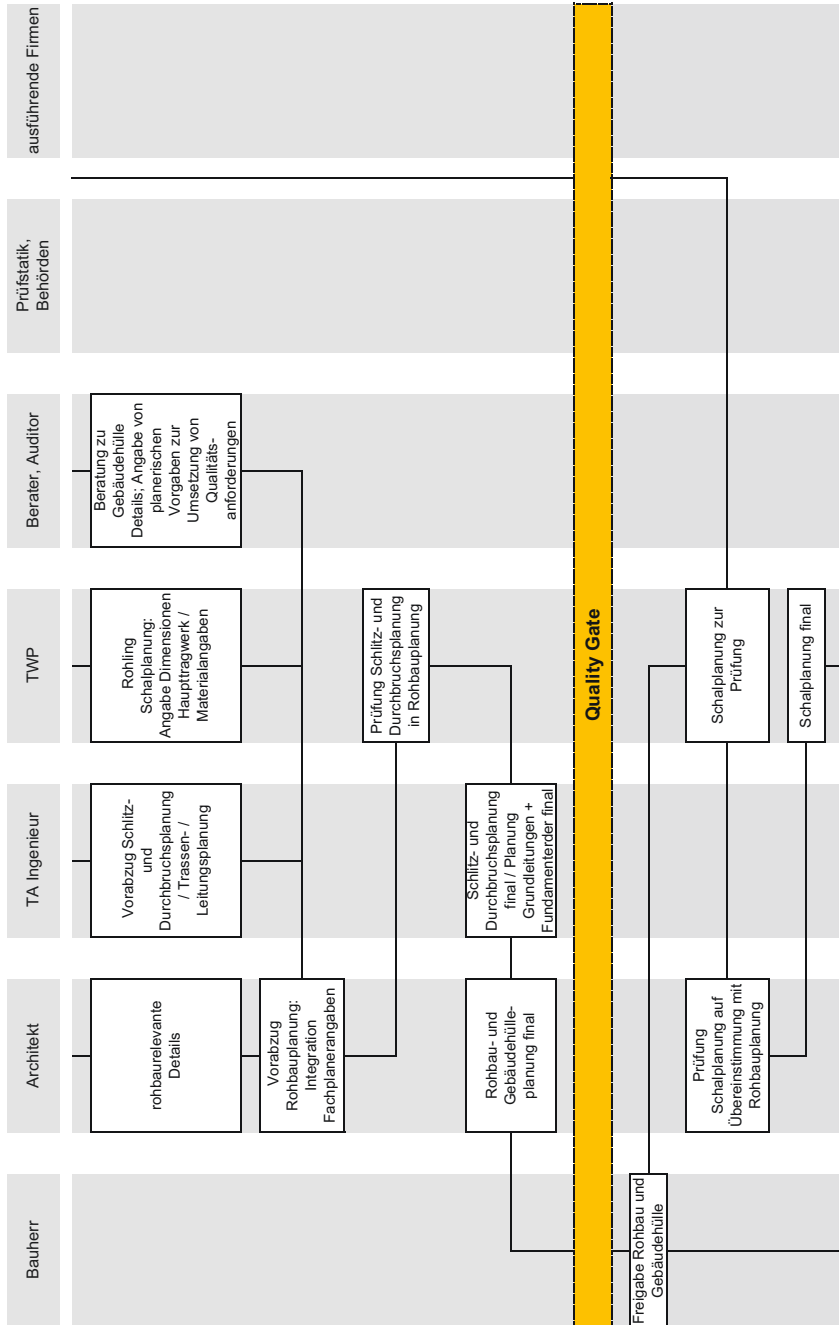 Bauherr
Architekt
TA Ingenieur
TWP
Berater, Auditor
Prüfstatik,
Behörden
ausführende Firmen
rohbaurelevante
Details
Vorabzug Schlitz-
und
Durchbruchsplanung
/ Trassen- /
Leitungsplanung
Rohling
Schalplanung:
Angabe Dimensionen
Haupttragwerk /
Materialangaben
Beratung zu
Gebäudehülle
Details; Angabe von
planerischen
Vorgaben zur
Umsetzung von
Qualitäts-
anforderungen
Vorabzug
Rohbauplanung:
Integration
Fachplanerangaben
Prüfung Schlitz- und
Durchbruchsplanung
in Rohbauplanung
Rohbau- und
Gebäudehülle-
planung final
Schlitz- und
Durchbruchsplanung
final / Planung
Grundleitungen +
Fundamenterder final
Quality Gate
Freigabe Rohbau und
Gebäudehülle
Prüfung
Schalplanung auf
Übereinstimmung mit
Rohbauplanung
Schalplanung zur
Prüfung
Schalplanung final